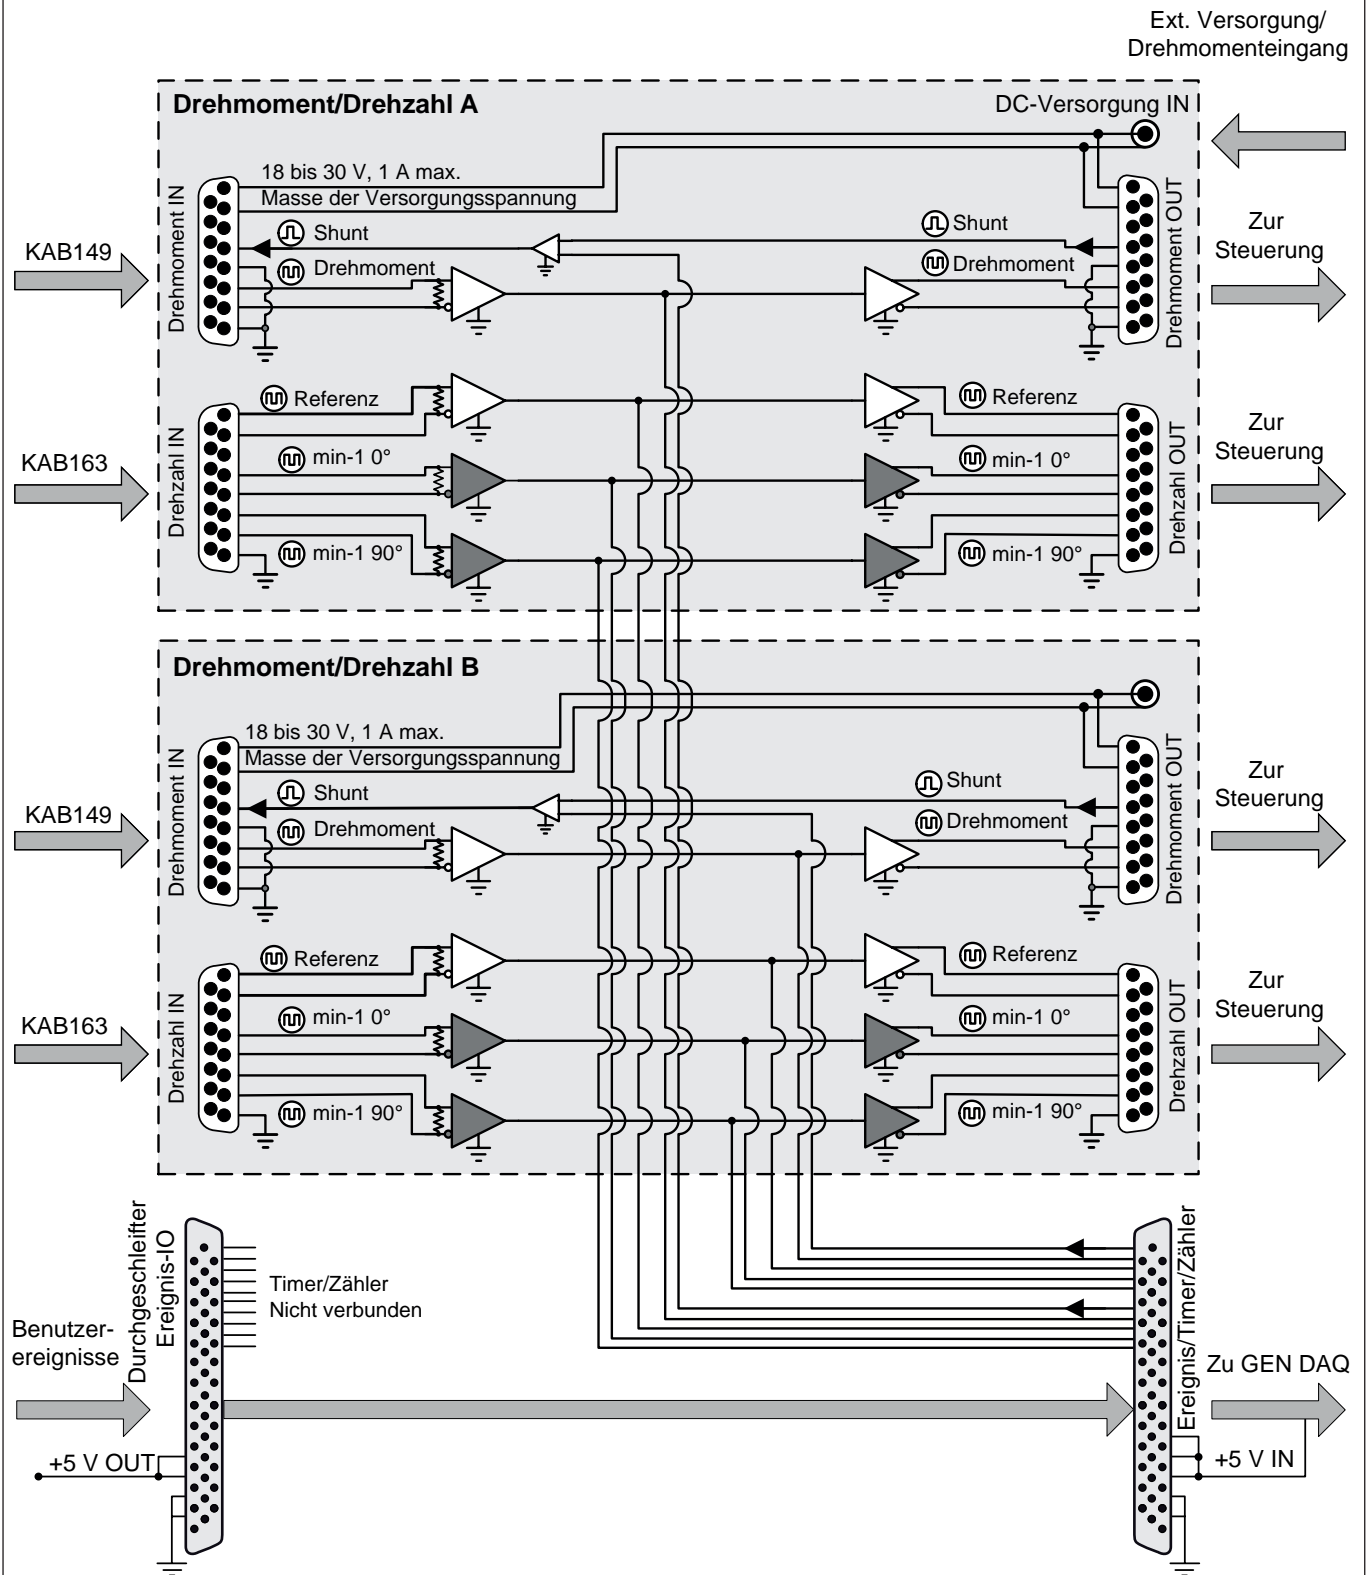 Ext. Versorgung/
Drehmomenteingang
Drehmoment/Drehzahl A
DC-Versorgung IN
18 bis 30 V, 1 A max.
Masse der Versorgungsspannung
Drehmoment IN
KAB149
Shunt
Drehmoment
Shunt
Drehmoment
Drehmoment OUT
Zur
Steuerung
Drehzahl IN
KAB163
Referenz
min-1 0°
min-1 90°
Referenz
min-1 0°
min-1 90°
Drehzahl OUT
Zur
Steuerung
Drehmoment/Drehzahl B
18 bis 30 V, 1 A max.
Masse der Versorgungsspannung
Drehmoment IN
KAB149
Shunt
Drehmoment
Shunt
Drehmoment
Drehmoment OUT
Zur
Steuerung
Drehzahl IN
KAB163
Referenz
min-1 0°
min-1 90°
Referenz
min-1 0°
min-1 90°
Drehzahl OUT
Zur
Steuerung
Durchgeschleifter
Ereignis-IO
Timer/Zähler
Nicht verbunden
Benutzer-
ereignisse
+5 V OUT
Ereignis/Timer/Zähler
Zu GEN DAQ
+5 V IN